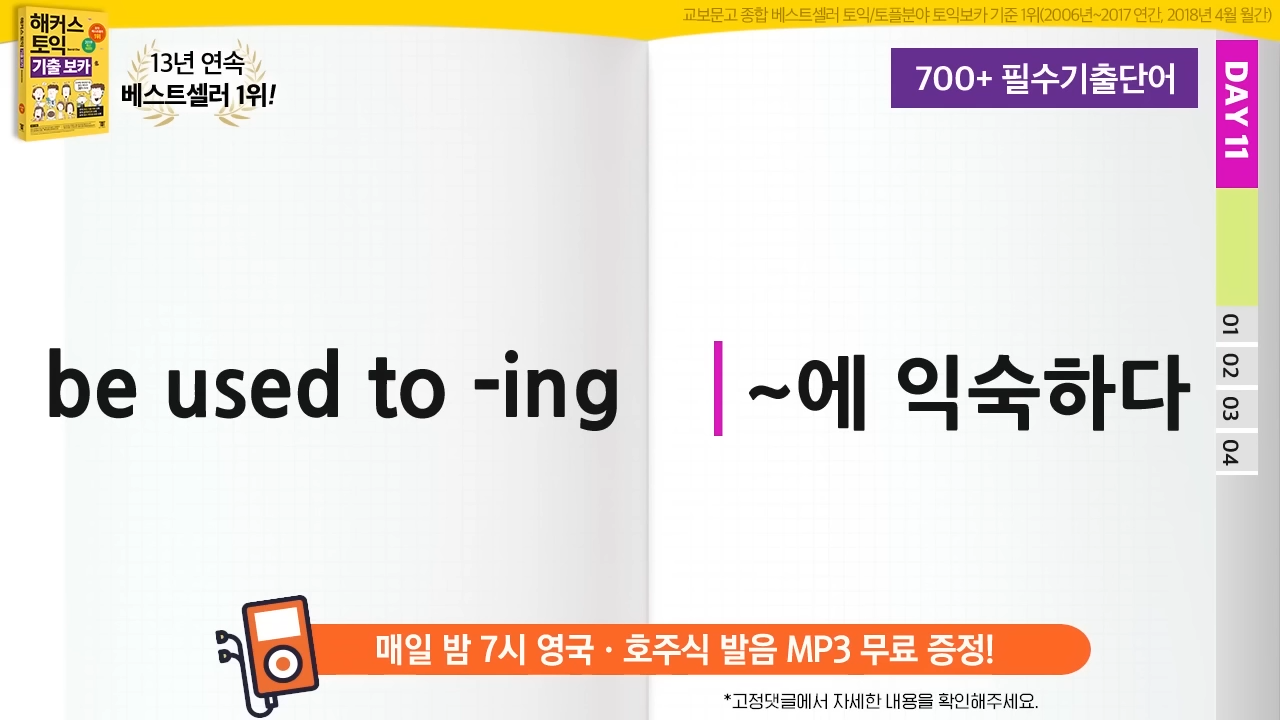 교보문고 종합 베스트셀러 토익/토플분야 토익보카 기준 1위(2006년~2017 연간, 2018년 4월 월간)
해커스
토익
기출 보카
13년 연속
베스트셀러 1위!
700+ 필수기출단어
DAY 11
01
02
03
04
be used to -ing
~에 익숙하다
매일 밤 7시 영국 · 호주식 발음 MP3 무료 증정!
*고정댓글에서 자세한 내용을 확인해주세요.